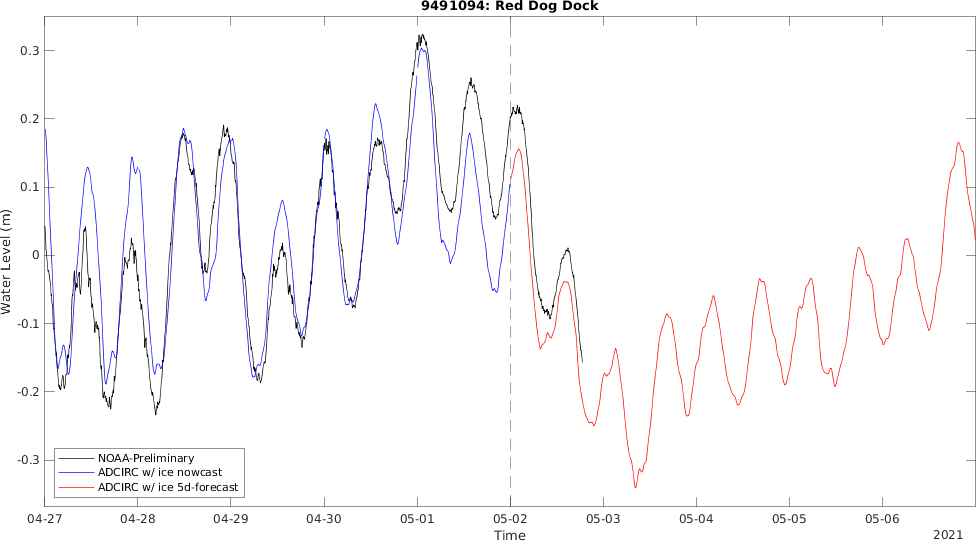 9491094: Red Dog Dock
Water Level (m)
0.3
0.2
0.1
0
-0.1
-0.2
-0.3
NOAA-Preliminary
ADCIRC w/ ice nowcast
ADCIRC w/ ice 5d-forecast
04-27 04-28 04-29 04-30 05-01 05-02 05-03 05-04 05-05 05-06
Time
2021